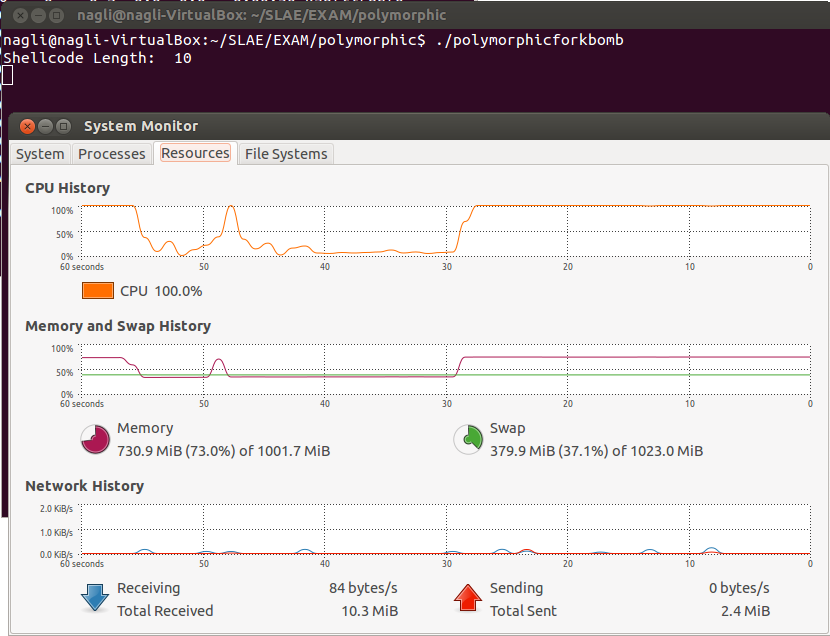 nagli@nagli-VirtualBox: ~/SLAE/EXAM/polymorphic
nagli@nagli-VirtualBox:~/SLAE/EXAM/polymorphic$ ./polymorphicforkbomb
Shellcode Length:  10
System Monitor
System Processes Resources File Systems
CPU History
100%
50%
0%
60 seconds 50 40 30 20 10 0
CPU 100.0%
Memory and Swap History
100%
50%
0%
60 seconds 50 40 30 20 10 0
Memory Swap
730.9 MiB (73.0%) of 1001.7 MiB 379.9 MiB (37.1%) of 1023.0 MiB
Network History
2.0 KiB/s
1.0 KiB/s
0.0 KiB/s
60 seconds 50 40 30 20 10 0
Receiving 84 bytes/s Sending 0 bytes/s
Total Received 10.3 MiB Total Sent 2.4 MiB